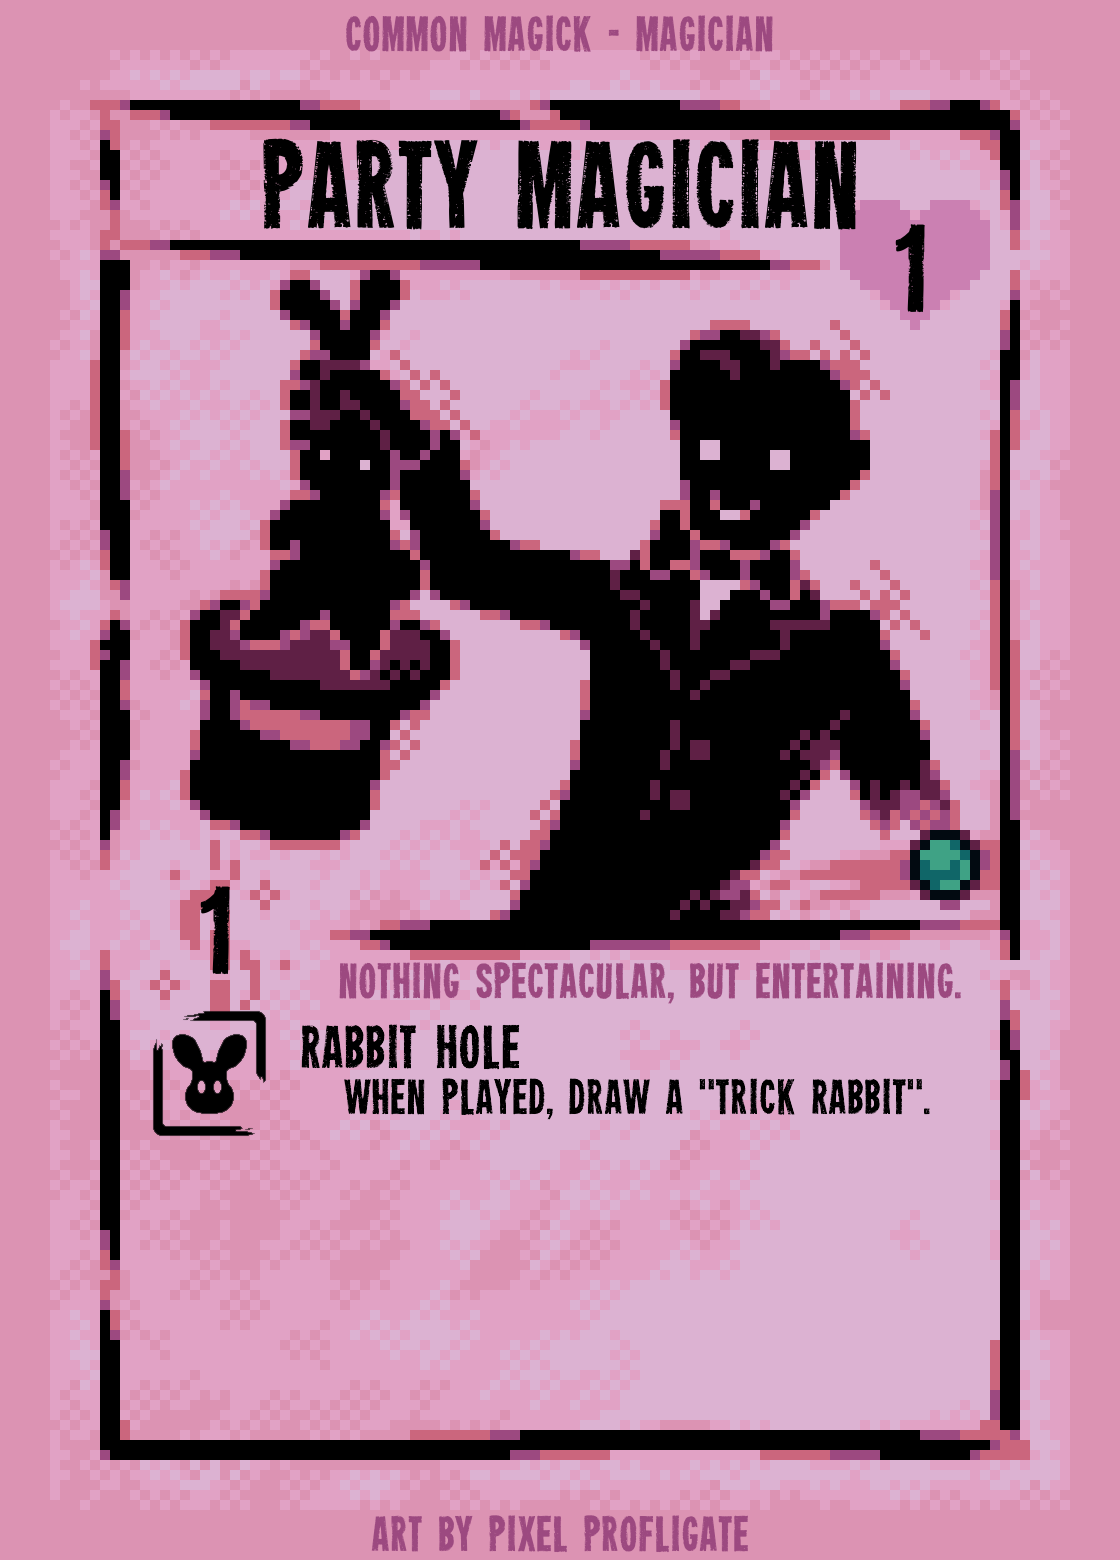 COMMON MAGICK - MAGICIAN
PARTY MAGICIAN
1
1
NOTHING SPECTACULAR, BUT ENTERTAINING.
RABBIT HOLE
WHEN PLAYED, DRAW A "TRICK RABBIT".
ART BY PIXEL PROFLIGATE